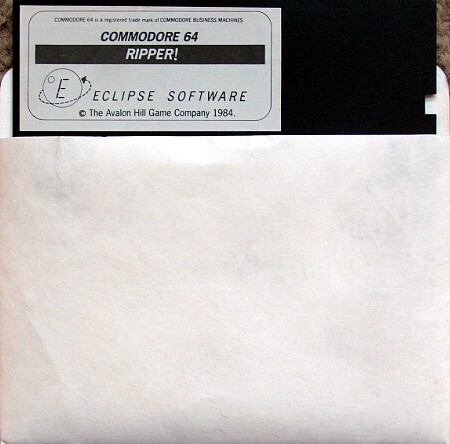 COMMODORE 64 is a registered trade mark of COMMODORE BUSINESS MACHINES
COMMODORE 64
RIPPER!
E ECLIPSE SOFTWARE
© The Avalon Hill Game Company 1984.